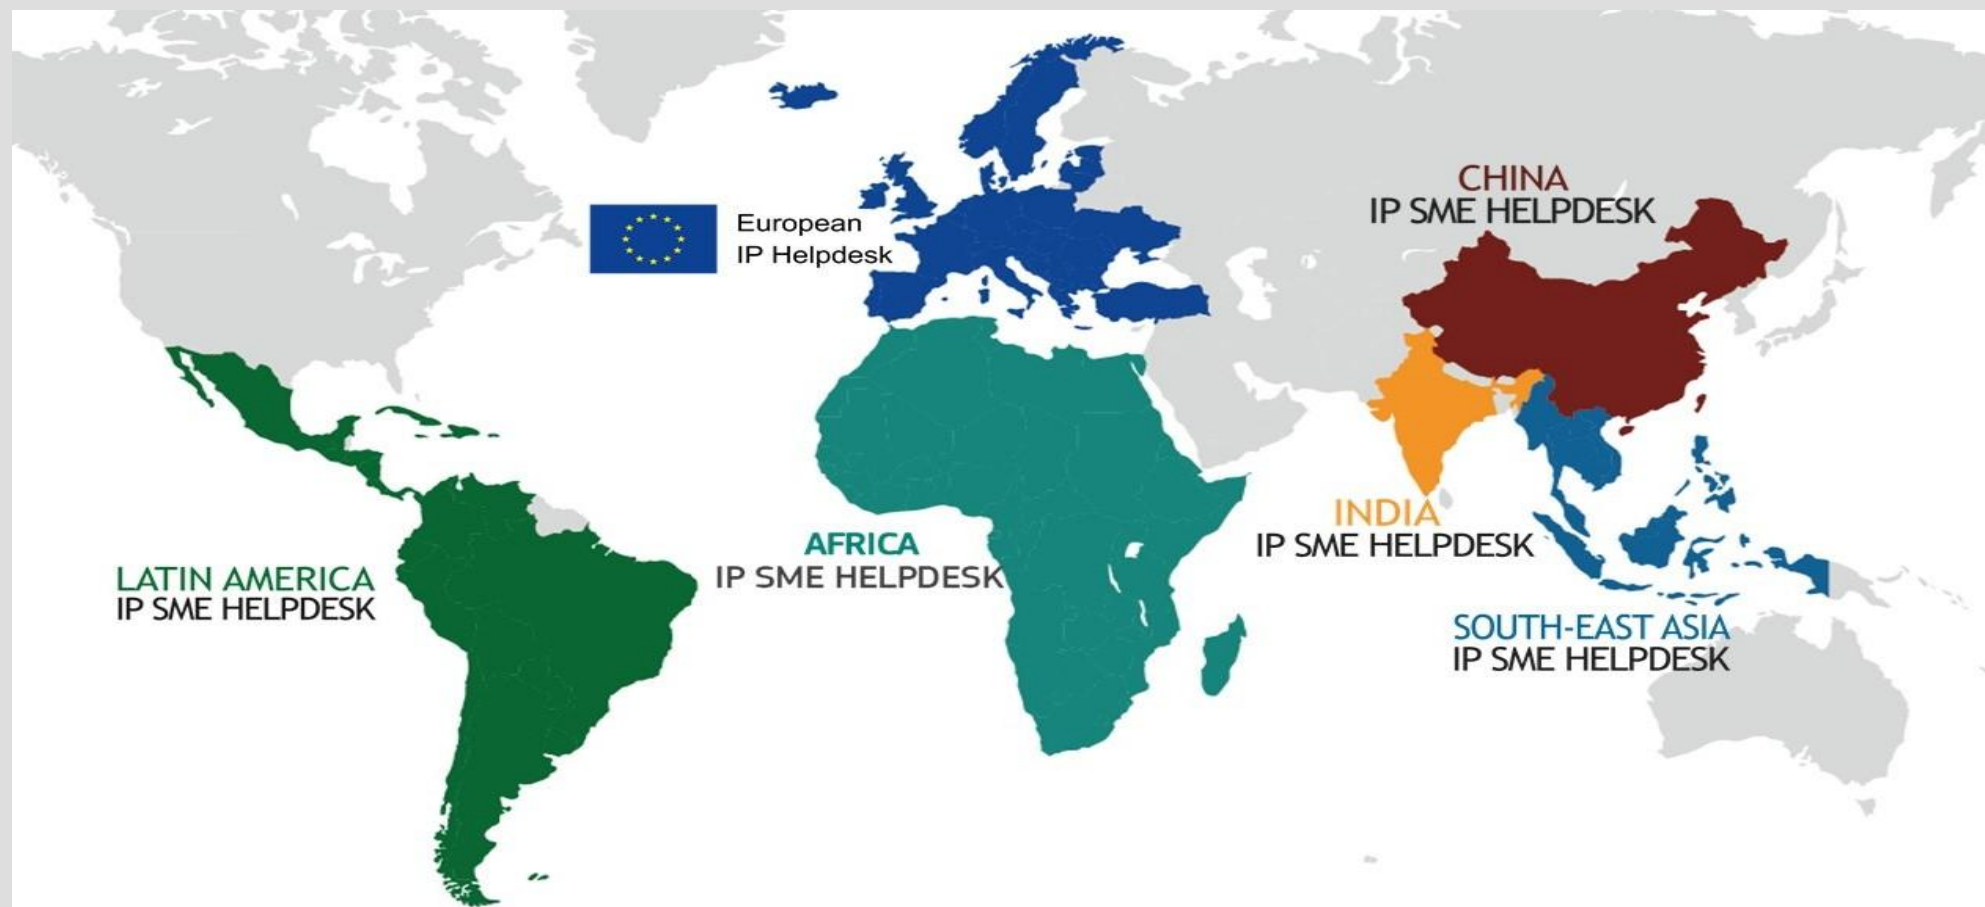 CHINA
IP SME HELPDESK
European
IP Helpdesk
INDIA
IP SME HELPDESK
AFRICA
IP SME HELPDESK
LATIN AMERICA
IP SME HELPDESK
SOUTH-EAST ASIA
IP SME HELPDESK